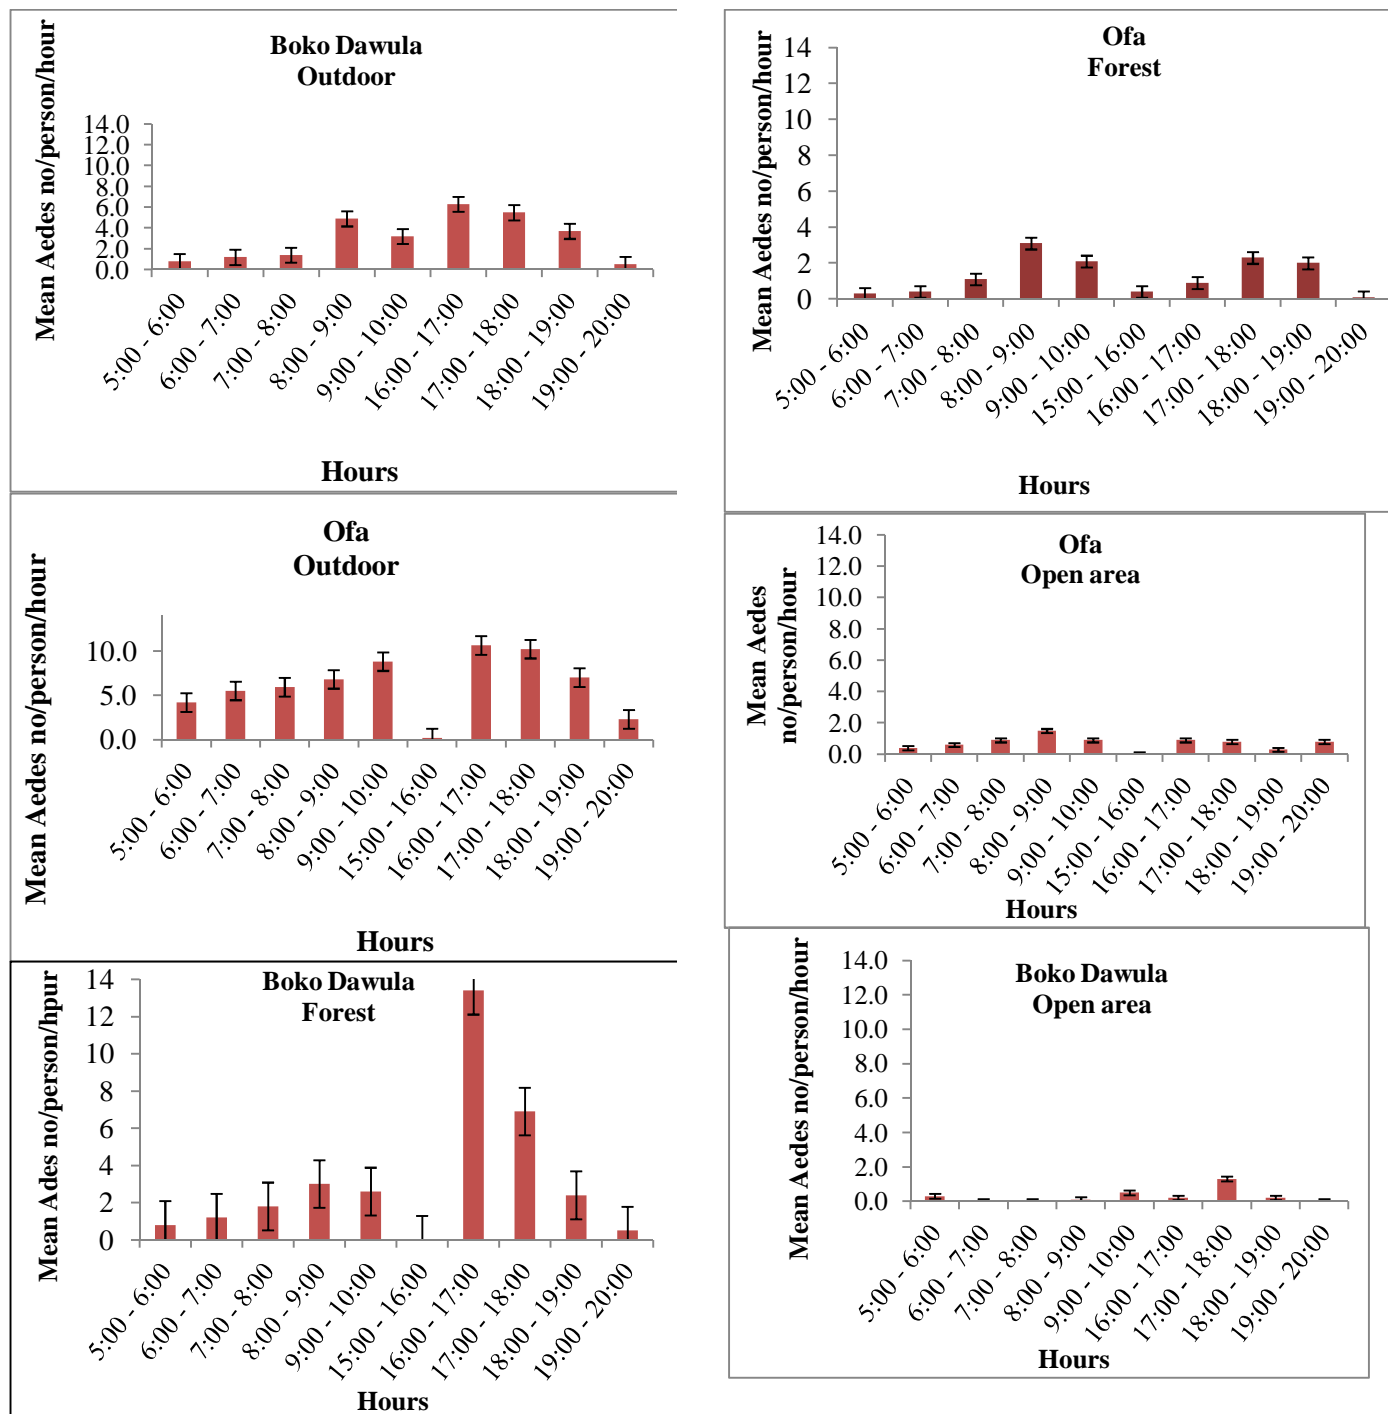 Boko Dawula
Outdoor
Mean Aedes no/person/hour
14.0
12.0
10.0
8.0
6.0
4.0
2.0
0.0
5:00 - 6:00
6:00 - 7:00
7:00 - 8:00
8:00 - 9:00
9:00 - 10:00
16:00 - 17:00
17:00 - 18:00
18:00 - 19:00
19:00 - 20:00
Hours
Ofa
Forest
Mean Aedes no/person/hour
14
12
10
8
6
4
2
0
5:00 - 6:00
6:00 - 7:00
7:00 - 8:00
8:00 - 9:00
9:00 - 10:00
15:00 - 16:00
16:00 - 17:00
17:00 - 18:00
18:00 - 19:00
19:00 - 20:00
Hours
Ofa
Outdoor
Mean Aedes no/person/hour
10.0
5.0
0.0
5:00 - 6:00
6:00 - 7:00
7:00 - 8:00
8:00 - 9:00
9:00 - 10:00
15:00 - 16:00
16:00 - 17:00
17:00 - 18:00
18:00 - 19:00
19:00 - 20:00
Hours
Ofa
Open area
Mean Aedes
no/person/hour
14.0
12.0
10.0
8.0
6.0
4.0
2.0
0.0
5:00 - 6:00
6:00 - 7:00
7:00 - 8:00
8:00 - 9:00
9:00 - 10:00
15:00 - 16:00
16:00 - 17:00
17:00 - 18:00
18:00 - 19:00
19:00 - 20:00
Hours
Boko Dawula
Forest
Mean Ades no/person/hpur
14
12
10
8
6
4
2
0
5:00 - 6:00
6:00 - 7:00
7:00 - 8:00
8:00 - 9:00
9:00 - 10:00
15:00 - 16:00
16:00 - 17:00
17:00 - 18:00
18:00 - 19:00
19:00 - 20:00
Hours
Boko Dawula
Open area
Mean Aedes no/person/hour
14.0
12.0
10.0
8.0
6.0
4.0
2.0
0.0
5:00 - 6:00
6:00 - 7:00
7:00 - 8:00
8:00 - 9:00
9:00 - 10:00
16:00 - 17:00
17:00 - 18:00
18:00 - 19:00
19:00 - 20:00
Hours